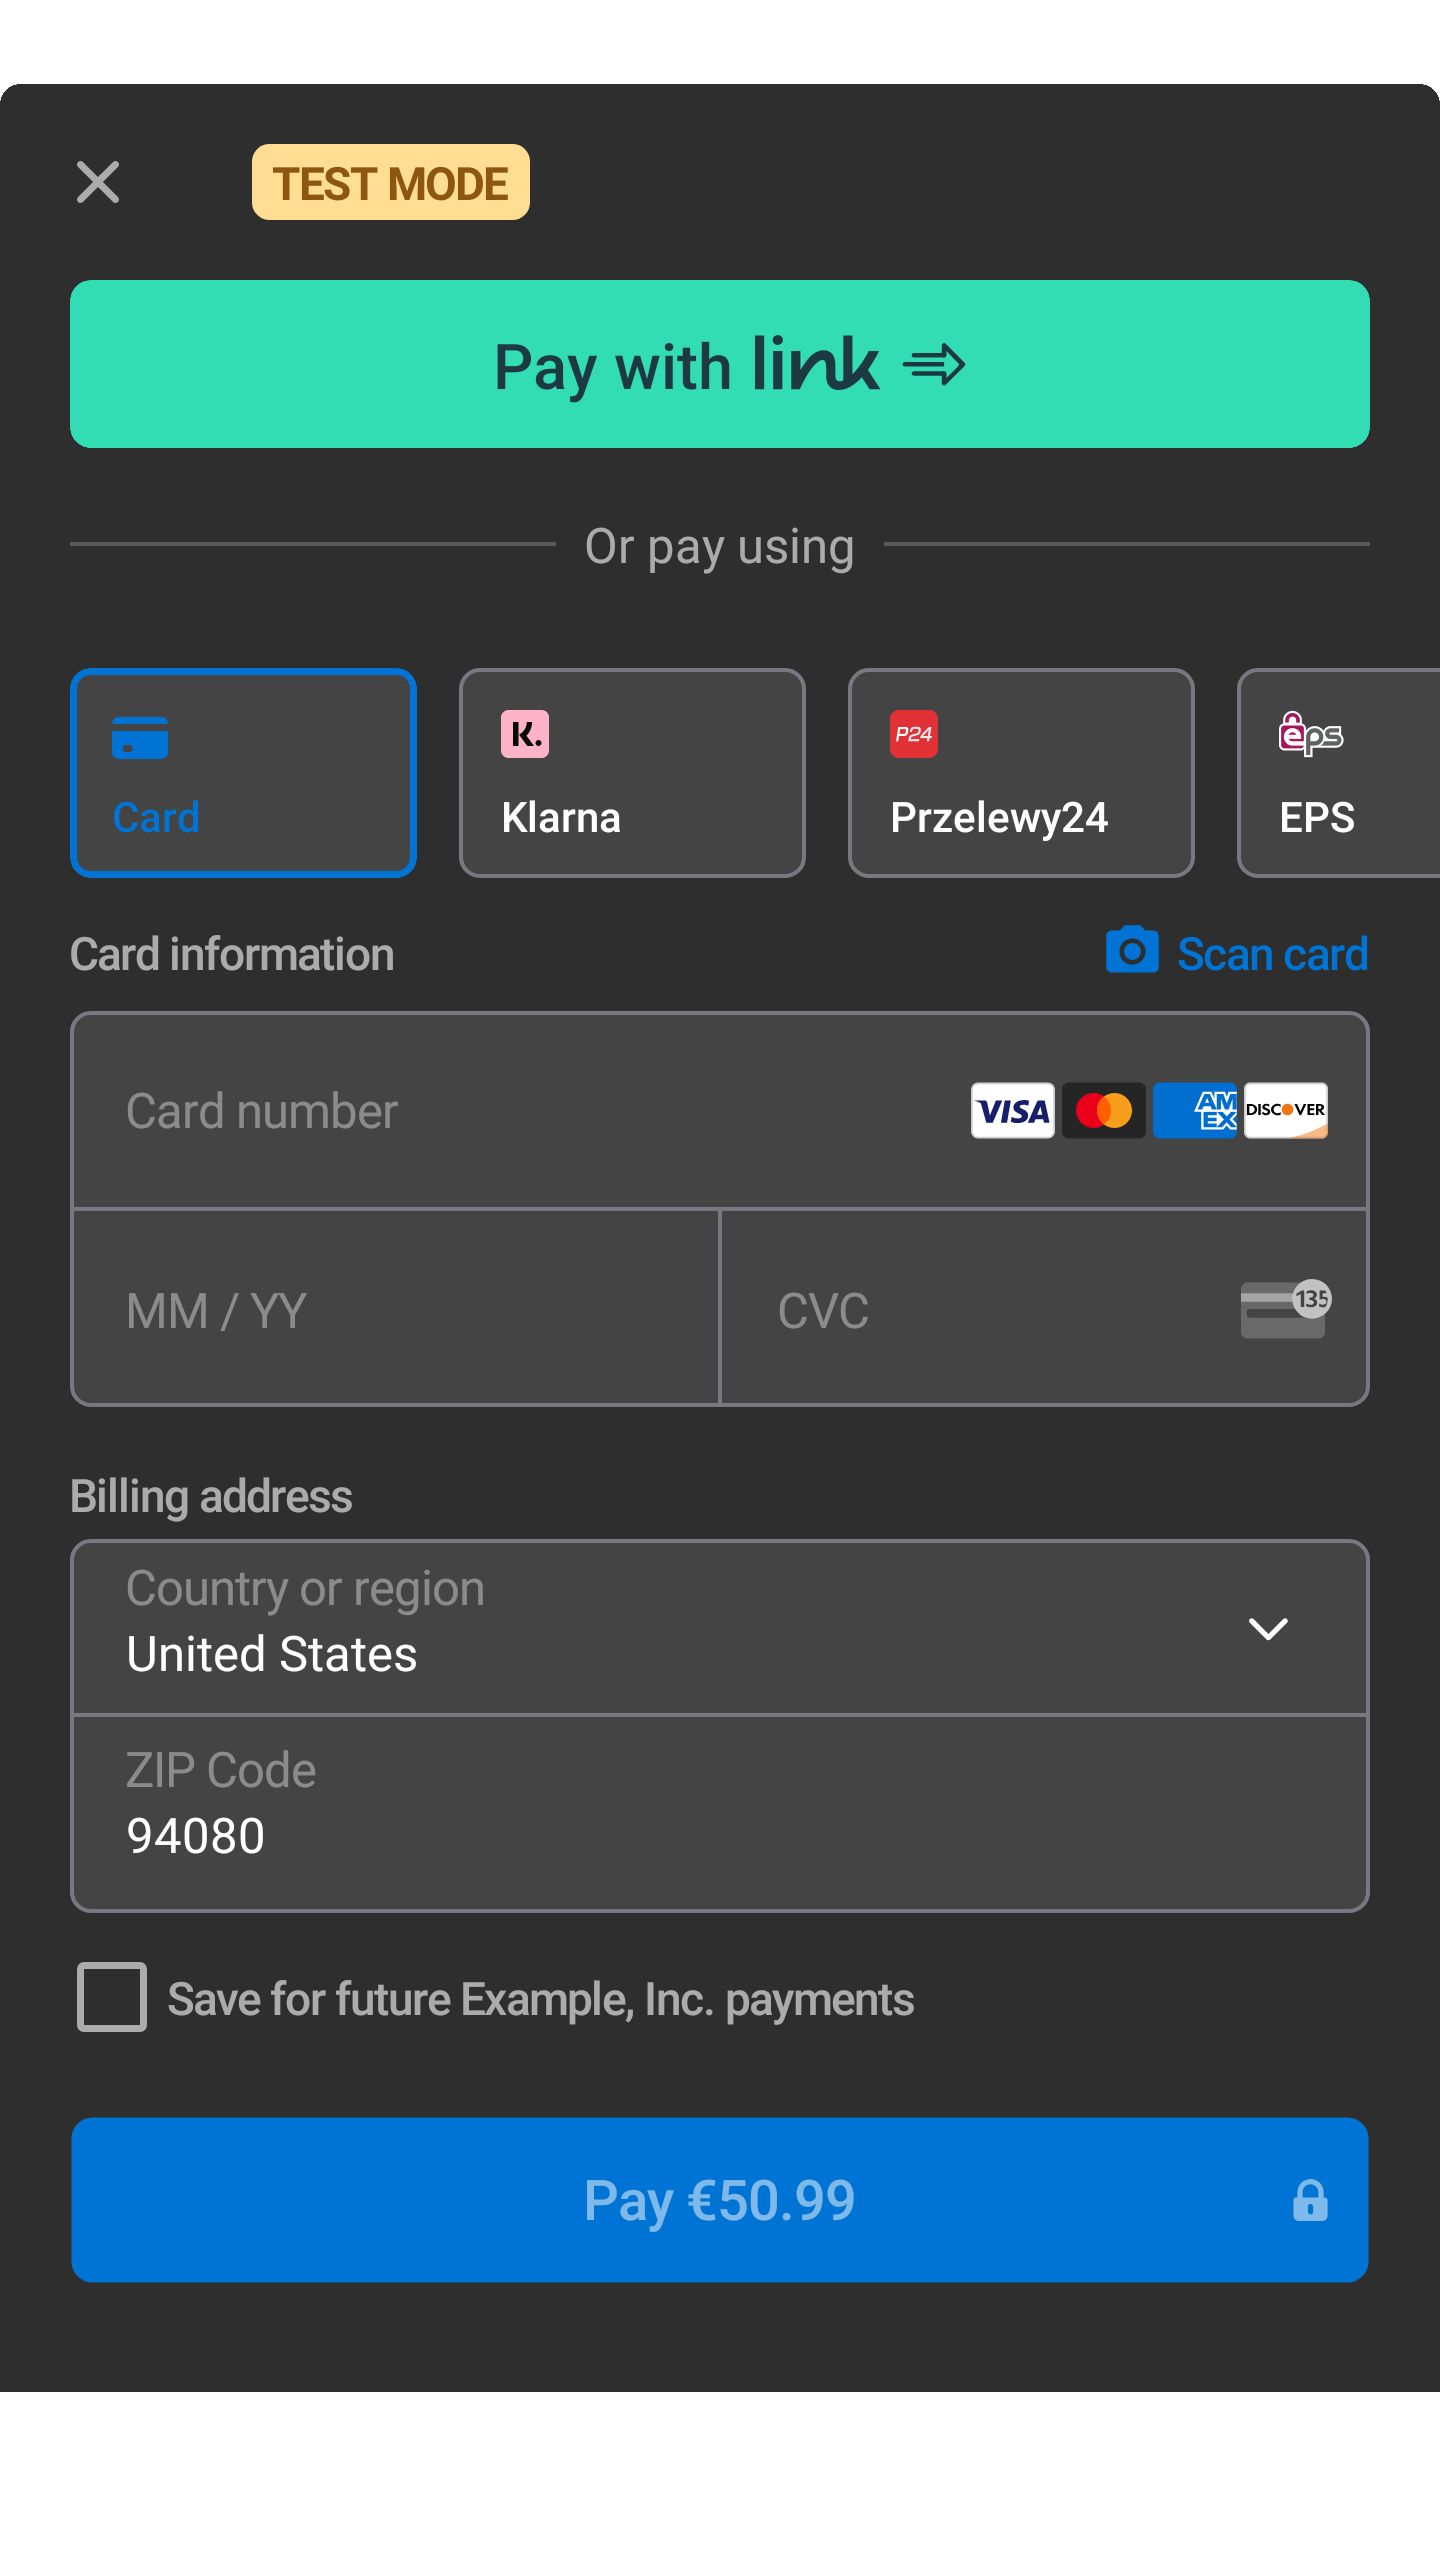 TEST MODE
Pay with link
Or pay using
K.
P24
eps
Card
Klarna
Przelewy24
EPS
Card information
Scan card
Card number
VISA
AM
EX
DISCOVER
MM / YY
CVC
135
Billing address
Country or region
United States
ZIP Code
94080
Save for future Example, Inc. payments
Pay €50.99